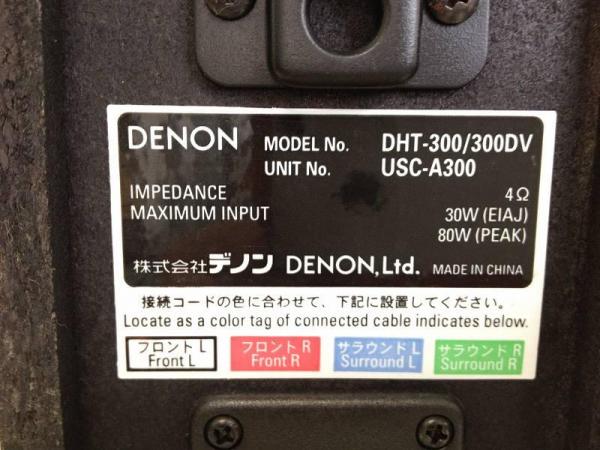 DENON MODEL No. DHT-300/300DV
UNIT No. USC-A300
IMPEDANCE 4Ω
MAXIMUM INPUT 30W (EIAJ)
80W (PEAK)
株式会社デノン DENON, Ltd. MADE IN CHINA
接続コードの色に合わせて、下記に設置してください。
Locate as a color tag of connected cable indicates below.
フロント L フロント R サラウンド L サラウンド R
Front L Front R Surround L Surround R